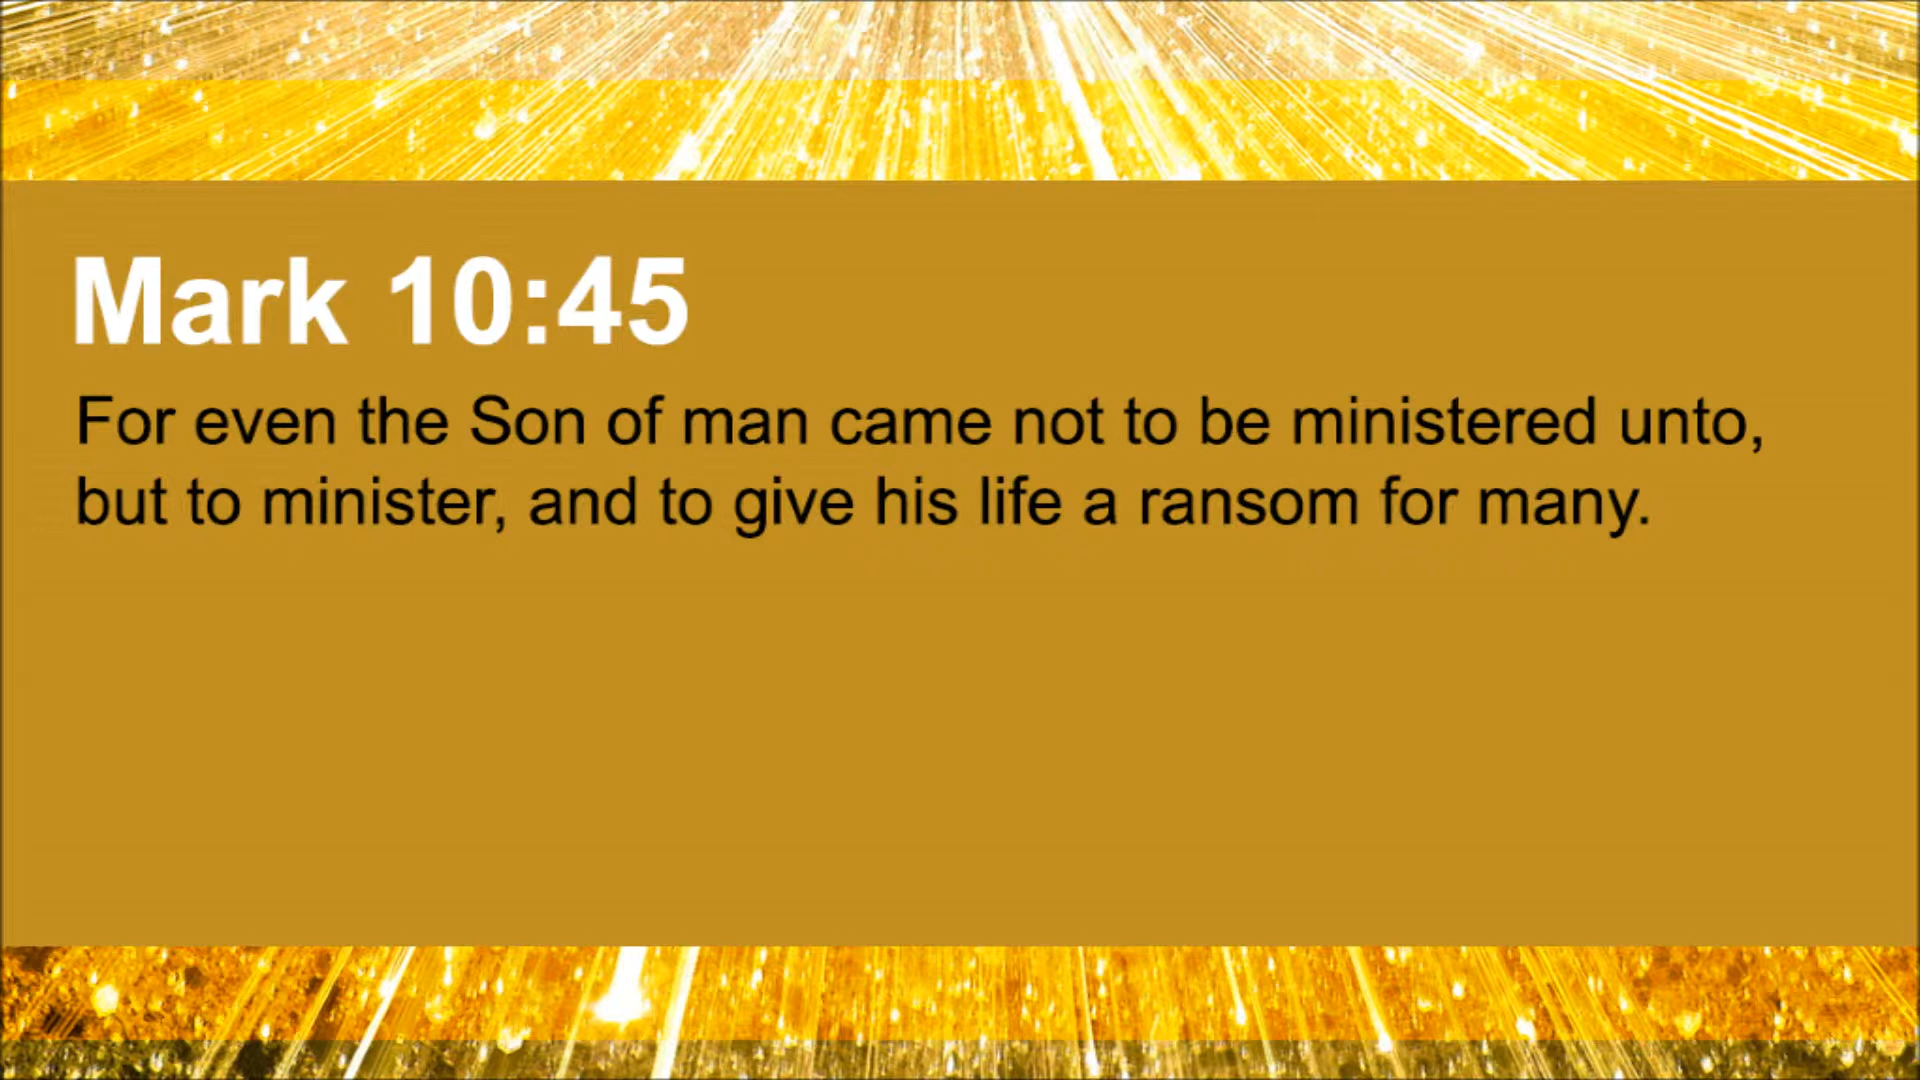 Mark 10:45
For even the Son of man came not to be ministered unto,
but to minister, and to give his life a ransom for many.